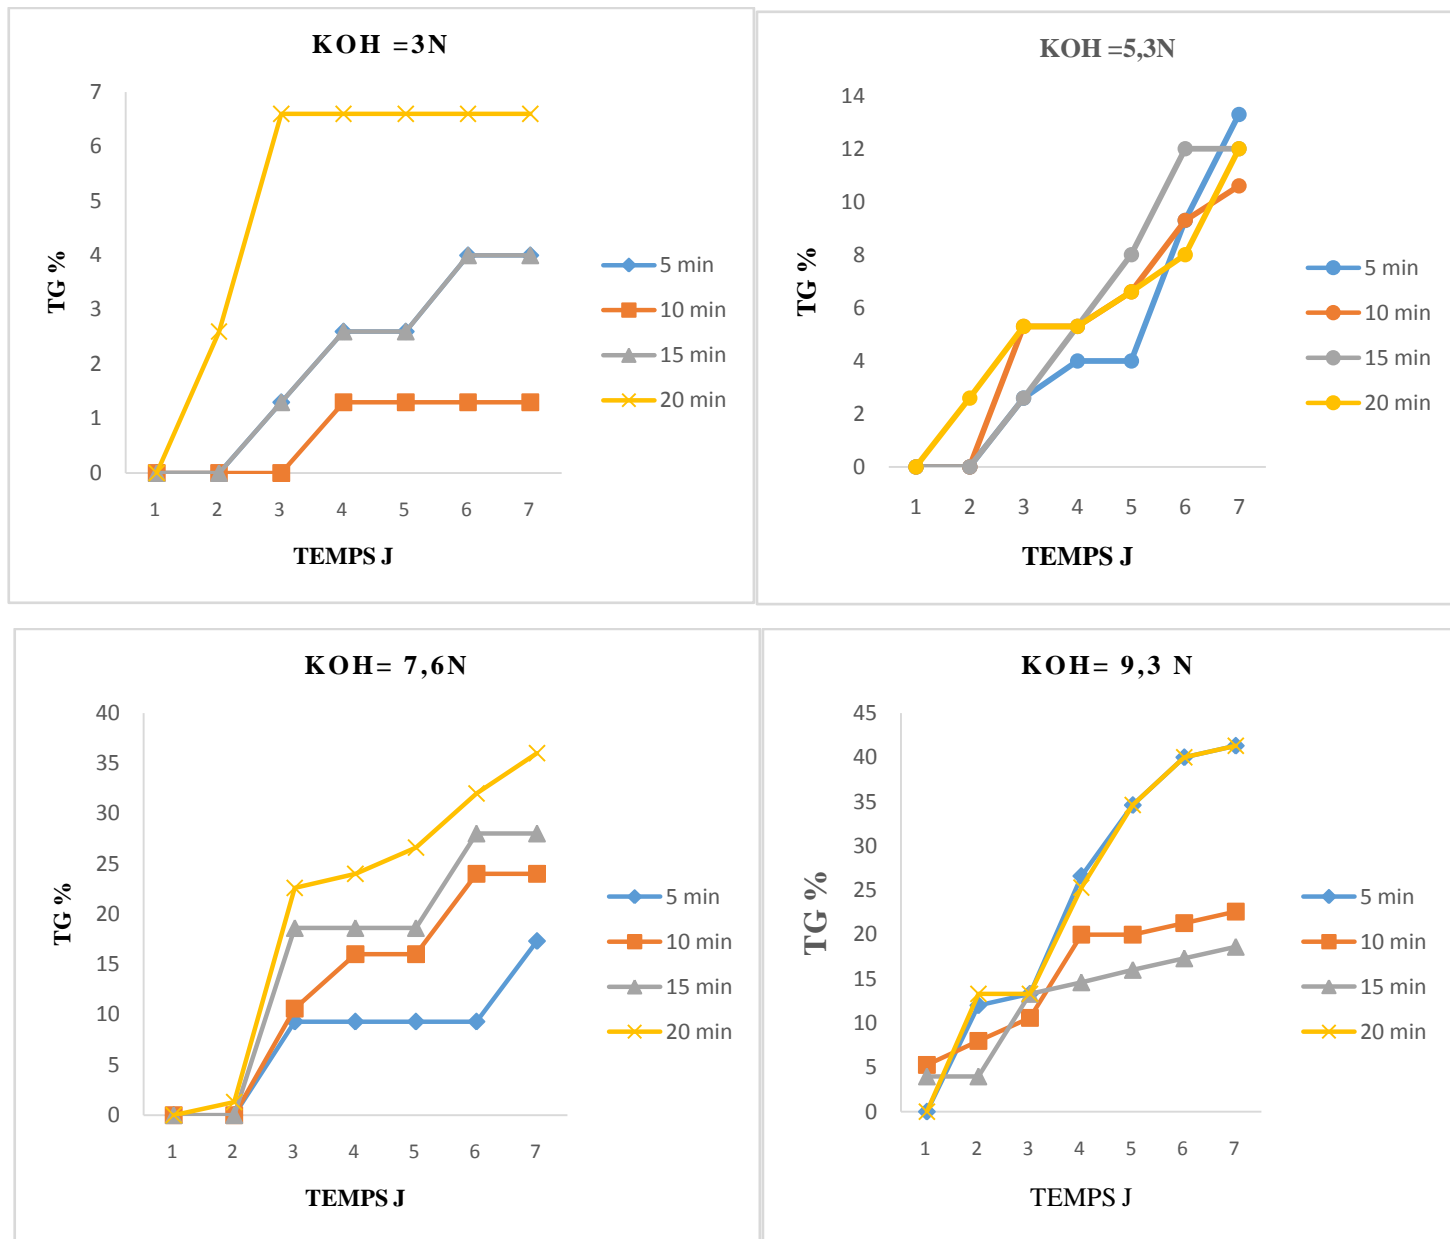 KOH =3N
7
6
5
4
3
2
1
0
TG %
1 2 3 4 5 6 7
TEMPS J
5 min
10 min
15 min
20 min
KOH =5,3N
14
12
10
8
6
4
2
0
TG %
1 2 3 4 5 6 7
TEMPS J
5 min
10 min
15 min
20 min
KOH= 7,6N
40
35
30
25
20
15
10
5
0
TG %
1 2 3 4 5 6 7
TEMPS J
5 min
10 min
15 min
20 min
KOH= 9,3 N
45
40
35
30
25
20
15
10
5
0
TG %
1 2 3 4 5 6 7
TEMPS J
5 min
10 min
15 min
20 min